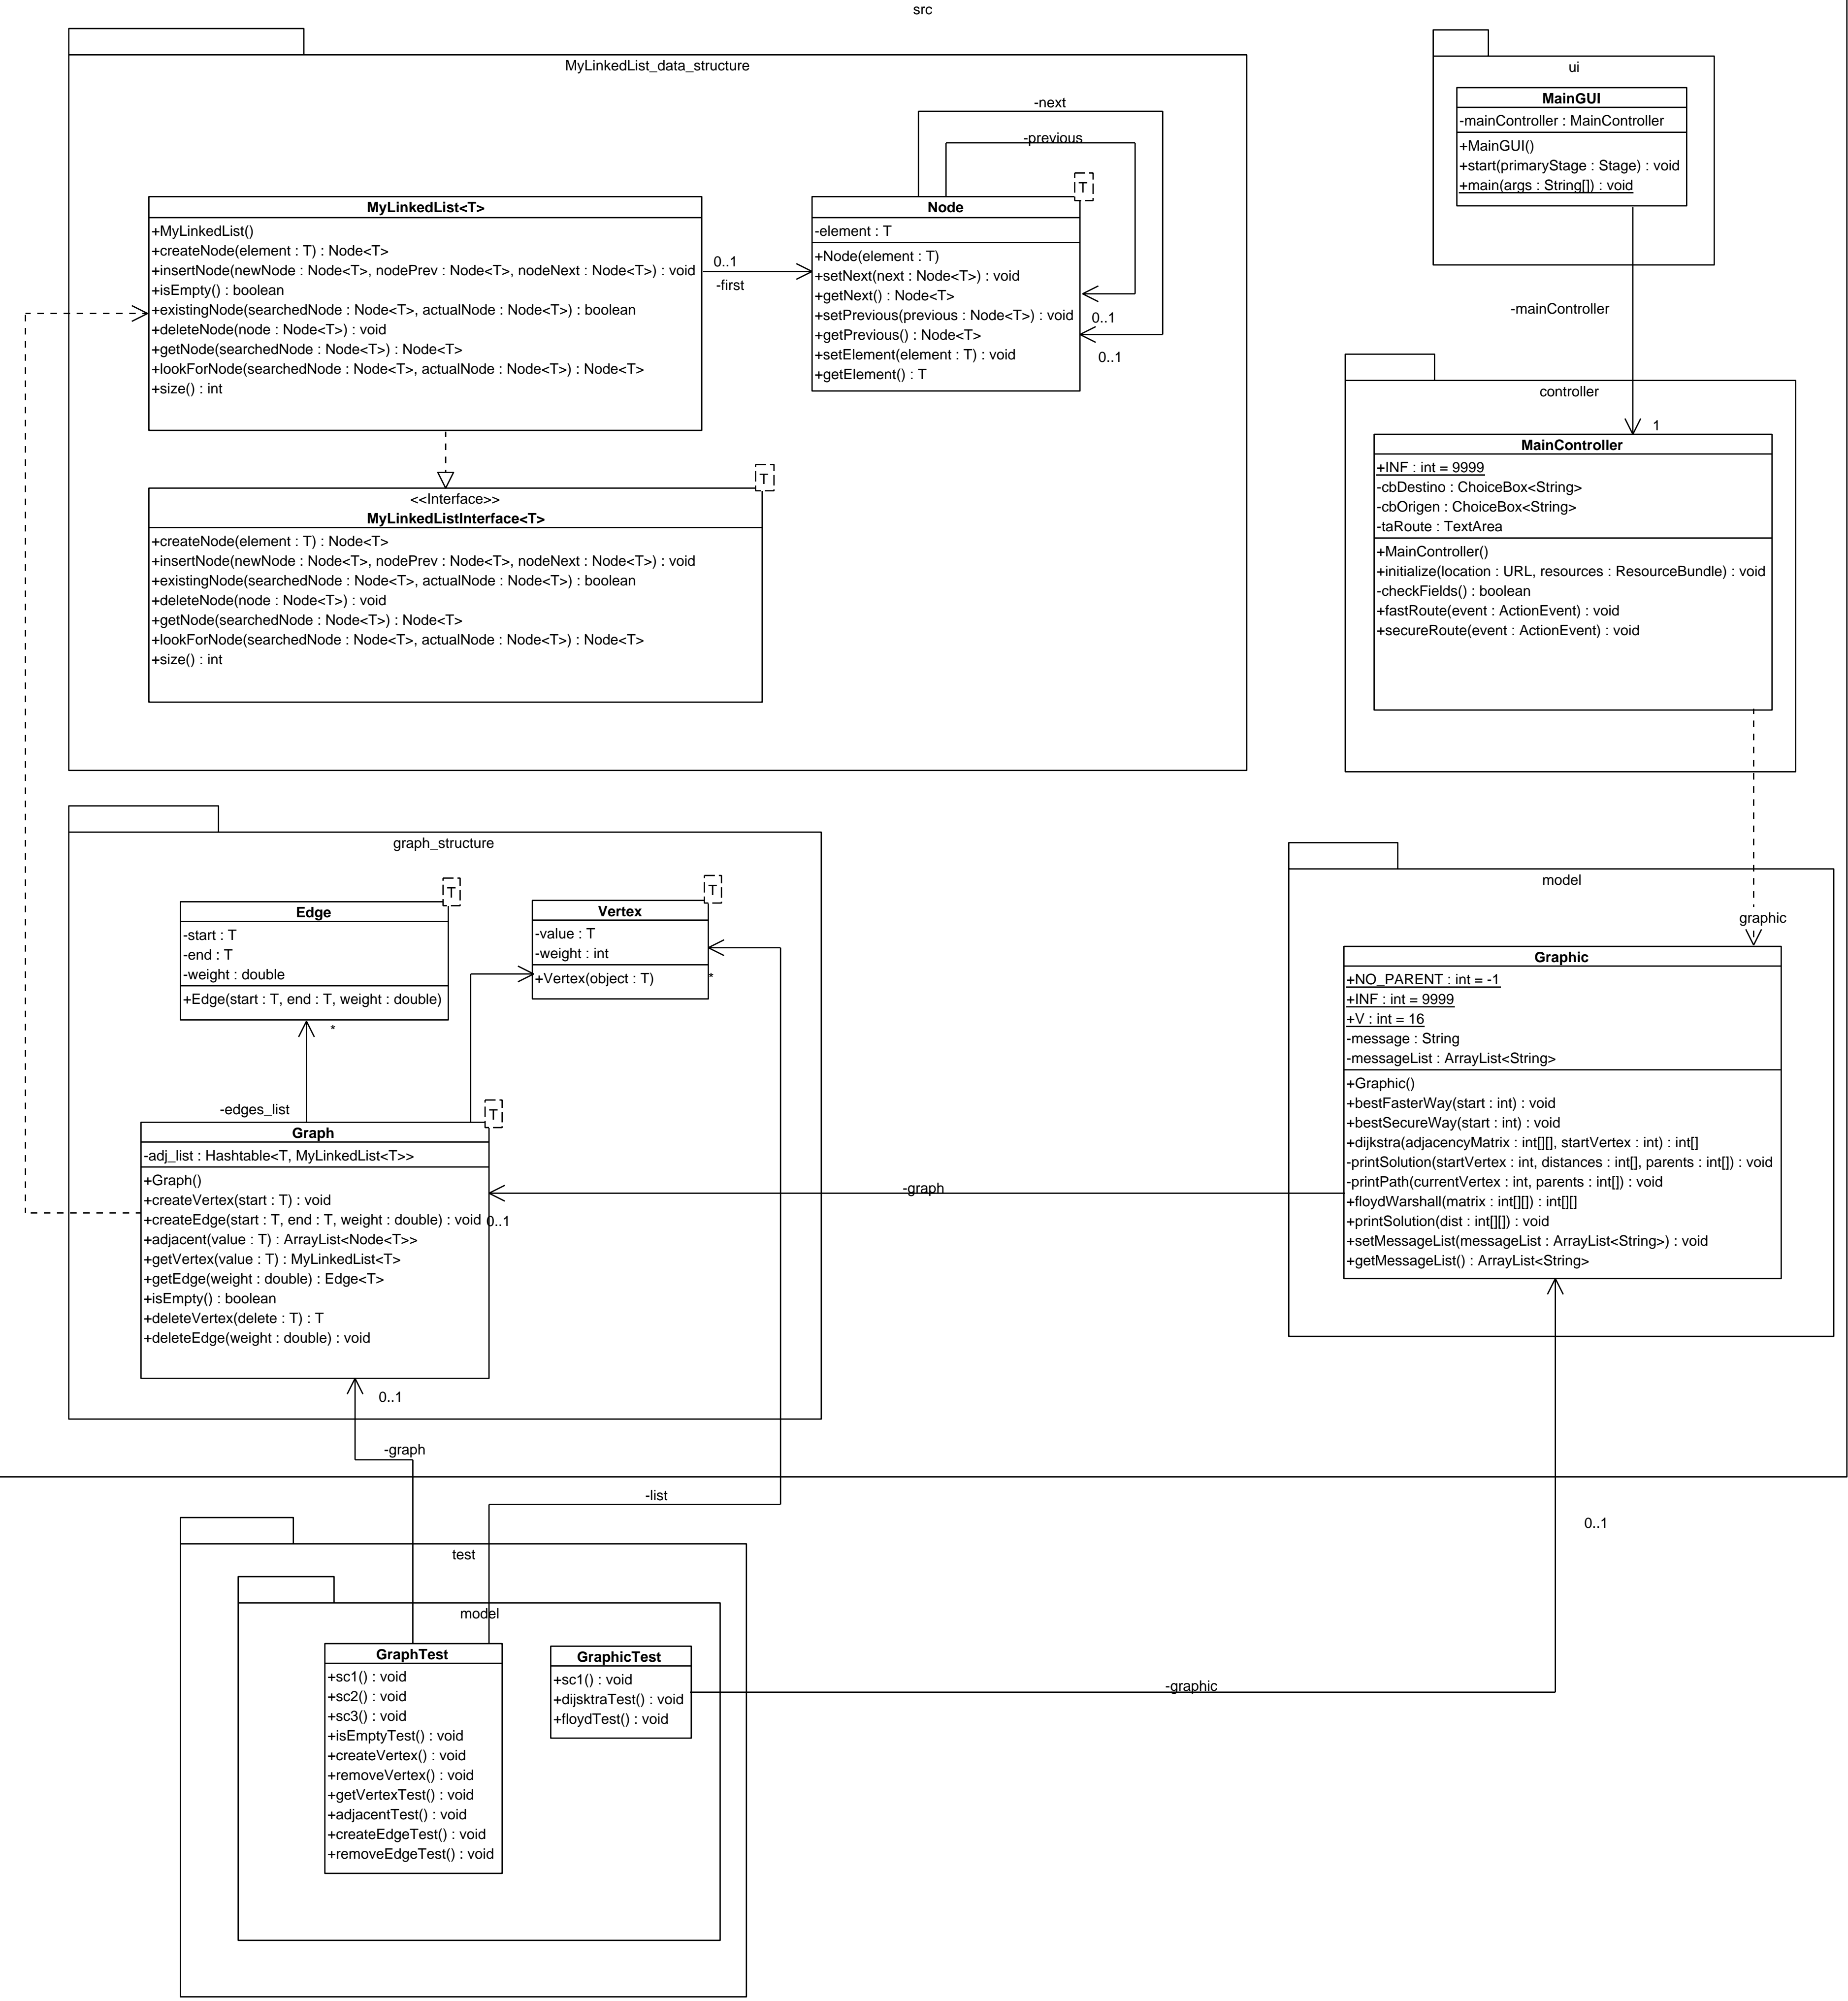 src
MyLinkedList_data_structure
-next
-previous
T
MyLinkedList<T>
+MyLinkedList()
+createNode(element : T) : Node<T>
+insertNode(newNode : Node<T>, nodePrev : Node<T>, nodeNext : Node<T>) : void
+isEmpty() : boolean
+existingNode(searchedNode : Node<T>, actualNode : Node<T>) : boolean
+deleteNode(node : Node<T>) : void
+getNode(searchedNode : Node<T>) : Node<T>
+lookForNode(searchedNode : Node<T>, actualNode : Node<T>) : Node<T>
+size() : int
0..1
-first
Node
-element : T
+Node(element : T)
+setNext(next : Node<T>) : void
+getNext() : Node<T>
+setPrevious(previous : Node<T>) : void
+getPrevious() : Node<T>
+setElement(element : T) : void
+getElement() : T
0..1
0..1
T
<<Interface>>
MyLinkedListInterface<T>
+createNode(element : T) : Node<T>
+insertNode(newNode : Node<T>, nodePrev : Node<T>, nodeNext : Node<T>) : void
+existingNode(searchedNode : Node<T>, actualNode : Node<T>) : boolean
+deleteNode(node : Node<T>) : void
+getNode(searchedNode : Node<T>) : Node<T>
+lookForNode(searchedNode : Node<T>, actualNode : Node<T>) : Node<T>
+size() : int
ui
MainGUI
-mainController : MainController
+MainGUI()
+start(primaryStage : Stage) : void
+main(args : String[]) : void
-mainController
controller
1
MainController
+INF : int = 9999
-cbDestino : ChoiceBox<String>
-cbOrigen : ChoiceBox<String>
-taRoute : TextArea
+MainController()
+initialize(location : URL, resources : ResourceBundle) : void
-checkFields() : boolean
+fastRoute(event : ActionEvent) : void
+secureRoute(event : ActionEvent) : void
graph_structure
T
Edge
-start : T
-end : T
-weight : double
+Edge(start : T, end : T, weight : double)
*
T
Vertex
-value : T
-weight : int
+Vertex(object : T)
*
-edges_list
T
Graph
-adj_list : Hashtable<T, MyLinkedList<T>>
+Graph()
+createVertex(start : T) : void
+createEdge(start : T, end : T, weight : double) : void
+adjacent(value : T) : ArrayList<Node<T>>
+getVertex(value : T) : MyLinkedList<T>
+getEdge(weight : double) : Edge<T>
+isEmpty() : boolean
+deleteVertex(delete : T) : T
+deleteEdge(weight : double) : void
0..1
-graph
0..1
-graph
model
graphic
Graphic
+NO_PARENT : int = -1
+INF : int = 9999
+V : int = 16
-message : String
-messageList : ArrayList<String>
+Graphic()
+bestFasterWay(start : int) : void
+bestSecureWay(start : int) : void
+dijkstra(adjacencyMatrix : int[][], startVertex : int) : int[]
-printSolution(startVertex : int, distances : int[], parents : int[]) : void
-printPath(currentVertex : int, parents : int[]) : void
+floydWarshall(matrix : int[][]) : int[][]
+printSolution(dist : int[][]) : void
+setMessageList(messageList : ArrayList<String>) : void
+getMessageList() : ArrayList<String>
-list
0..1
test
model
GraphTest
+sc1() : void
+sc2() : void
+sc3() : void
+isEmptyTest() : void
+createVertex() : void
+removeVertex() : void
+getVertexTest() : void
+adjacentTest() : void
+createEdgeTest() : void
+removeEdgeTest() : void
GraphicTest
+sc1() : void
+dijsktraTest() : void
+floydTest() : void
-graphic